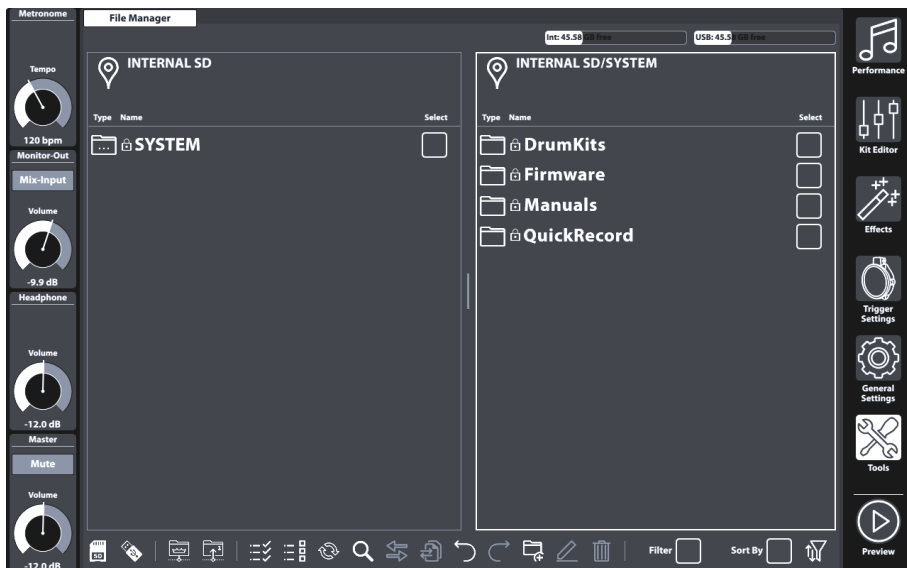 Metronome
Tempo
120 bpm
Monitor-Out
Mix-Input
Volume
-9.9 dB
Headphone
Volume
-12.0 dB
Master
Mute
Volume
-12.0 dB
File Manager
Int: 45.58 GB free
USB: 45.58 GB free
INTERNAL SD
Type Name Select
... SYSTEM
INTERNAL SD/SYSTEM
Type Name Select
DrumKits
Firmware
Manuals
QuickRecord
SD
Filter
Sort By
Performance
Kit Editor
Effects
Trigger
Settings
General
Settings
Tools
Preview